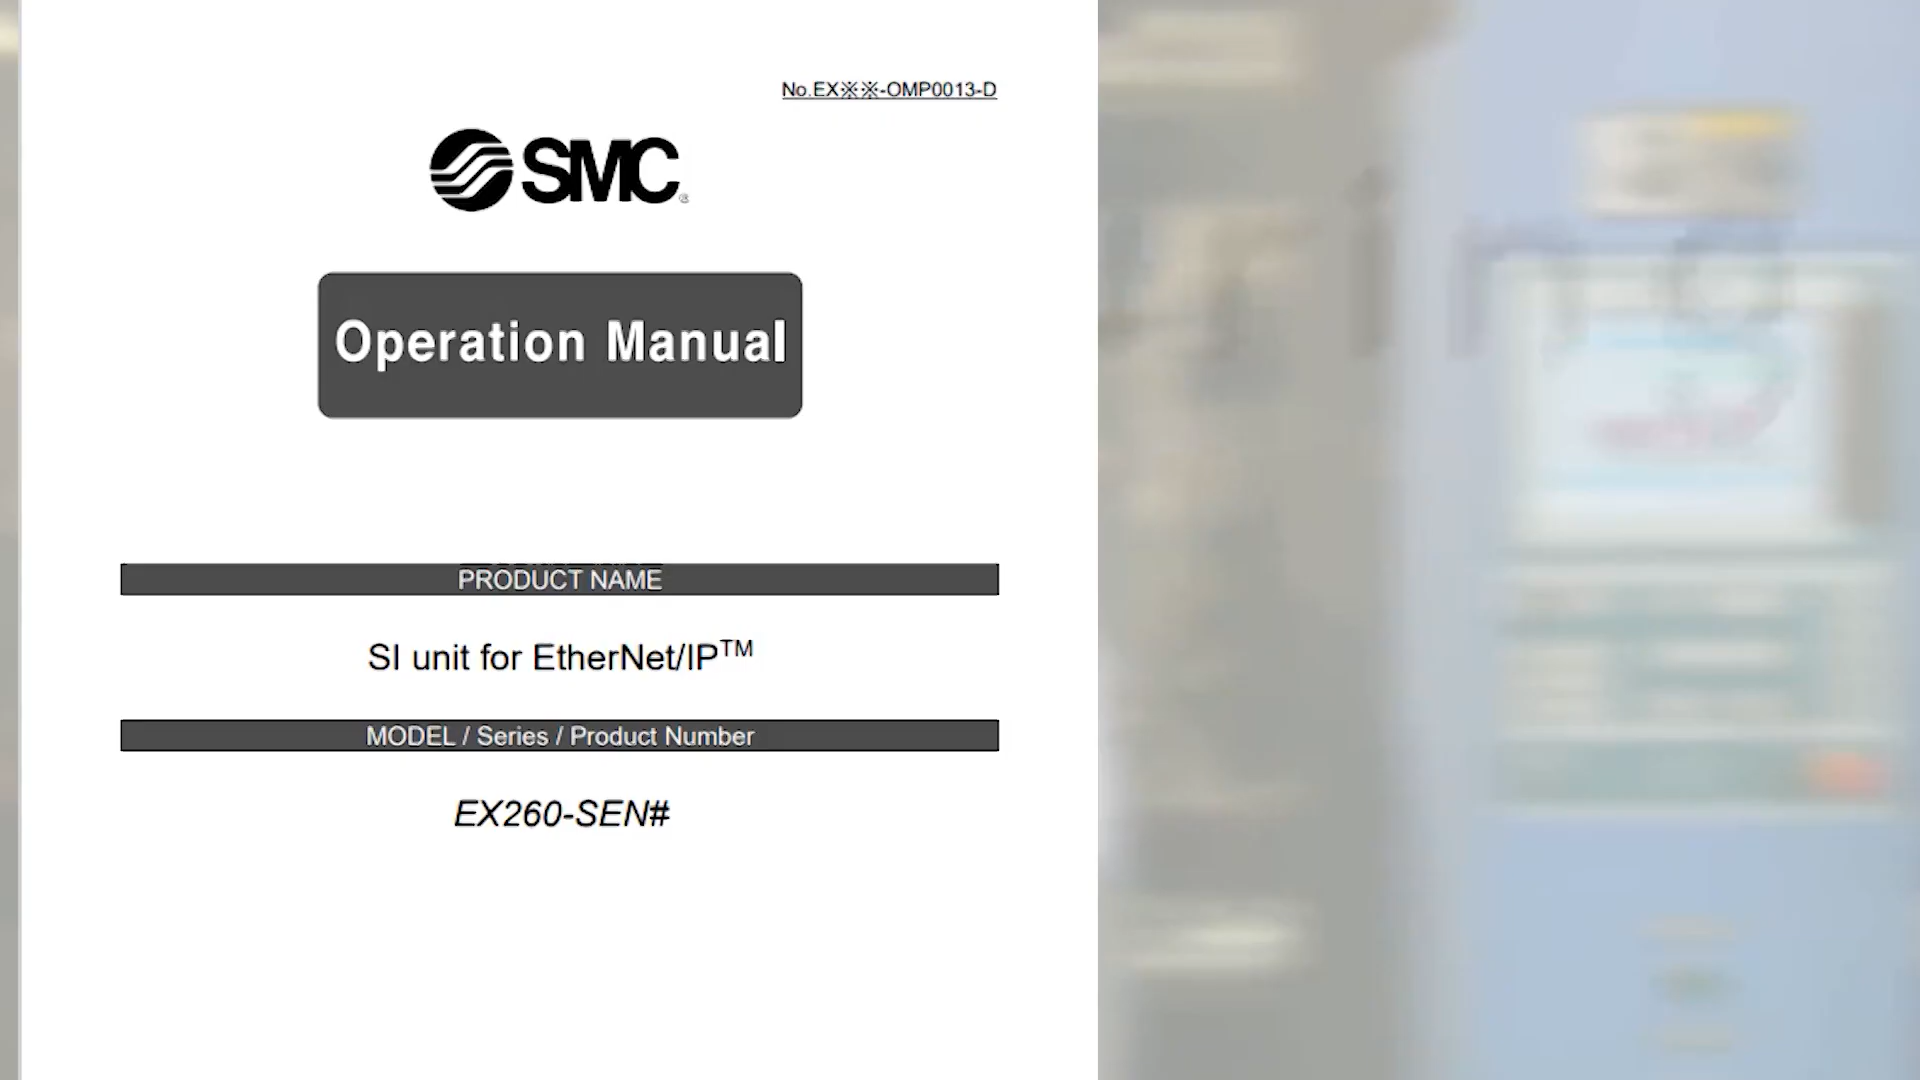 No.EX※※-OMP0013-D
SMC®
Operation Manual
PRODUCT NAME
SI unit for EtherNet/IP™
MODEL / Series / Product Number
EX260-SEN#